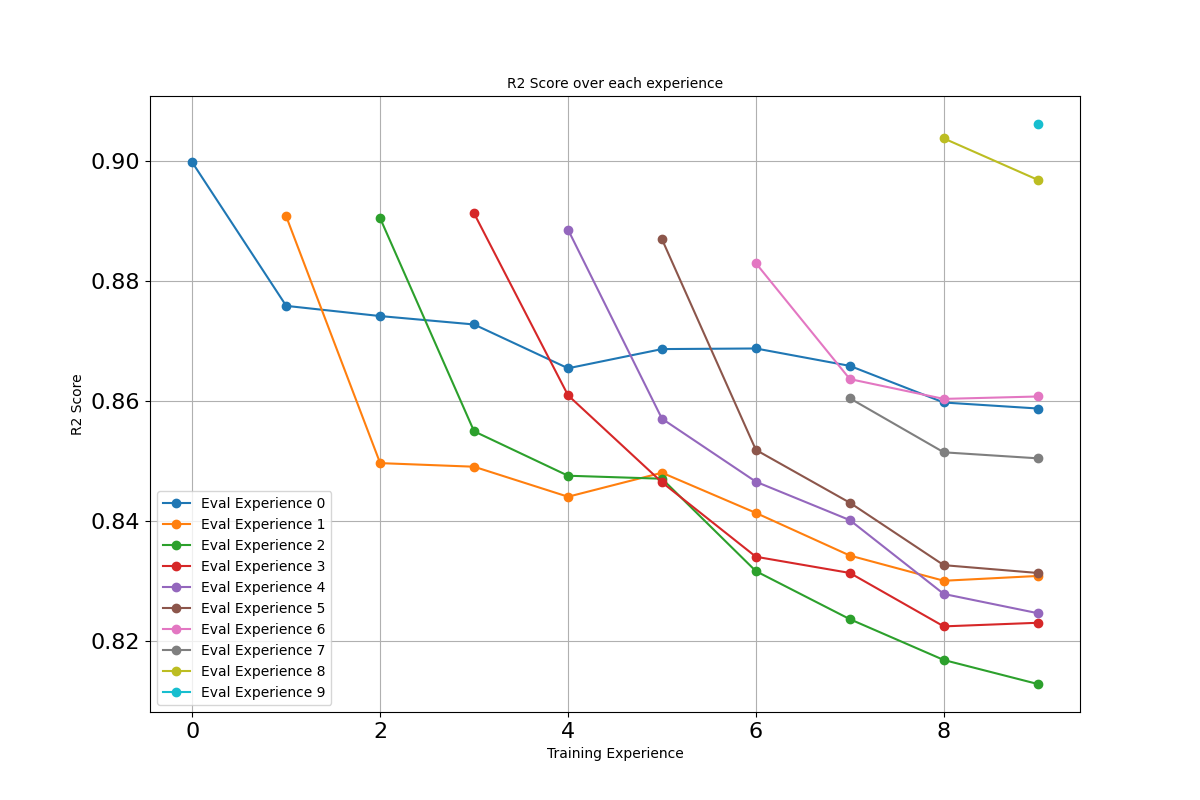 R2 Score over each experience
0.90
0.88
0.86
0.84
0.82
R2 Score
Eval Experience 0
Eval Experience 1
Eval Experience 2
Eval Experience 3
Eval Experience 4
Eval Experience 5
Eval Experience 6
Eval Experience 7
Eval Experience 8
Eval Experience 9
0 2 4 6 8
Training Experience